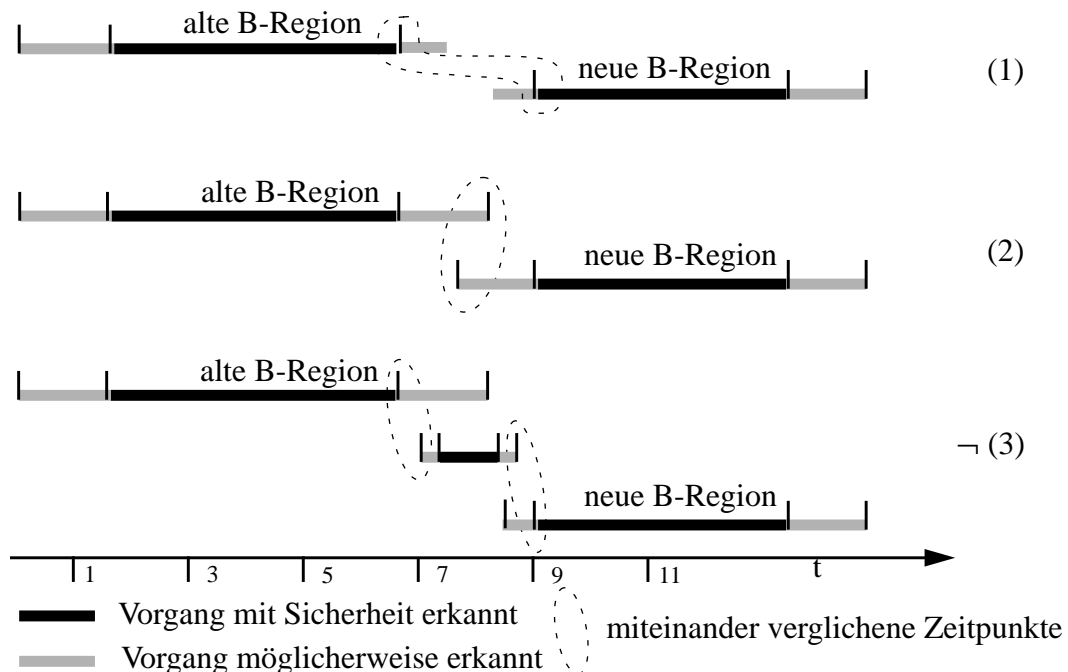 alte B-Region
neue B-Region
(1)
alte B-Region
neue B-Region
(2)
alte B-Region
¬ (3)
neue B-Region
1 3 5 7 9 11 t
Vorgang mit Sicherheit erkannt
miteinander verglichene Zeitpunkte
Vorgang möglicherweise erkannt